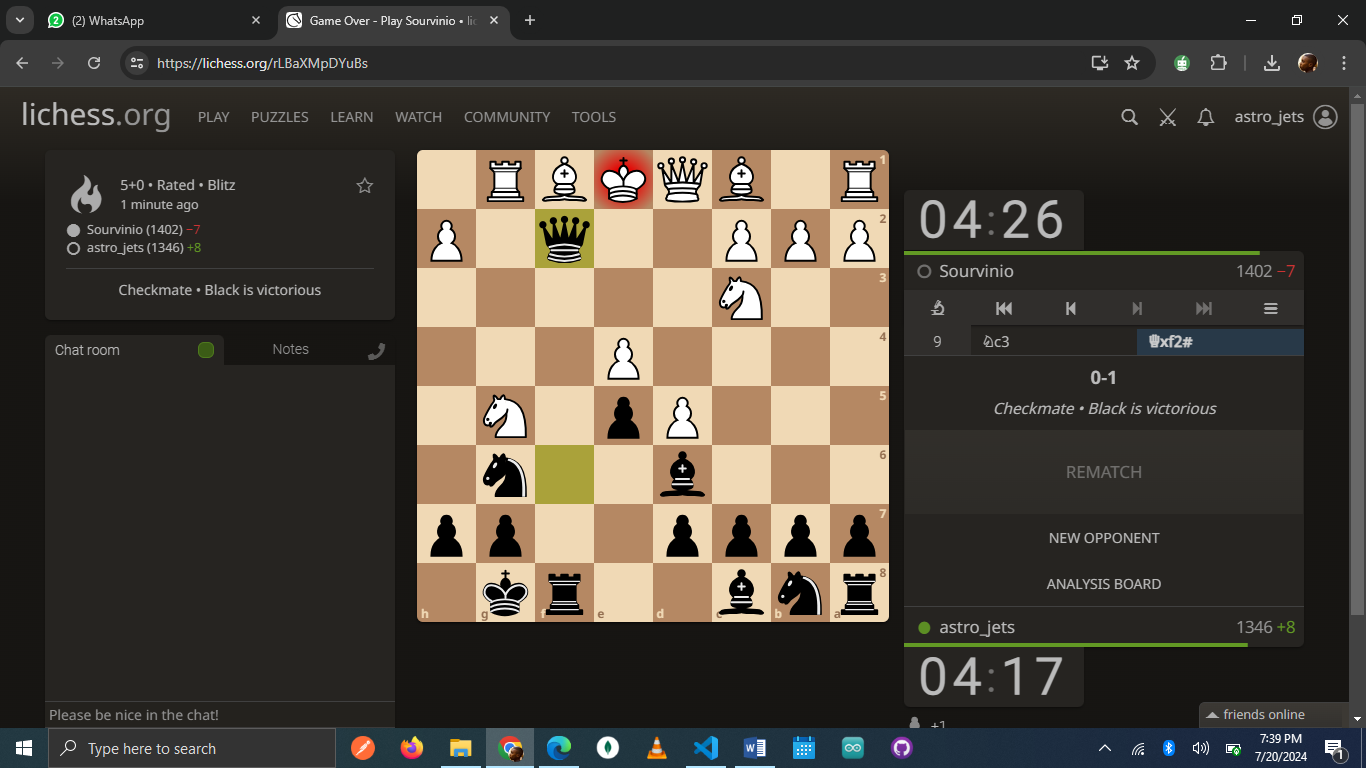 (2) WhatsApp
Game Over - Play Sourvinio • lic
https://lichess.org/rLBaXMpDYuBs
lichess.org PLAY PUZZLES LEARN WATCH COMMUNITY TOOLS astro_jets
5+0 • Rated • Blitz
1 minute ago
Sourvinio (1402) −7
astro_jets (1346) +8
Checkmate • Black is victorious
Chat room Notes
Please be nice in the chat!
1
2
3
4
5
6
7
8
h g f e d c b a
04:26
Sourvinio 1402 −7
9 ♘c3 ♛xf2#
0-1
Checkmate • Black is victorious
REMATCH
NEW OPPONENT
ANALYSIS BOARD
astro_jets 1346 +8
04:17
+1
friends online
Type here to search
7:39 PM
7/20/2024
1